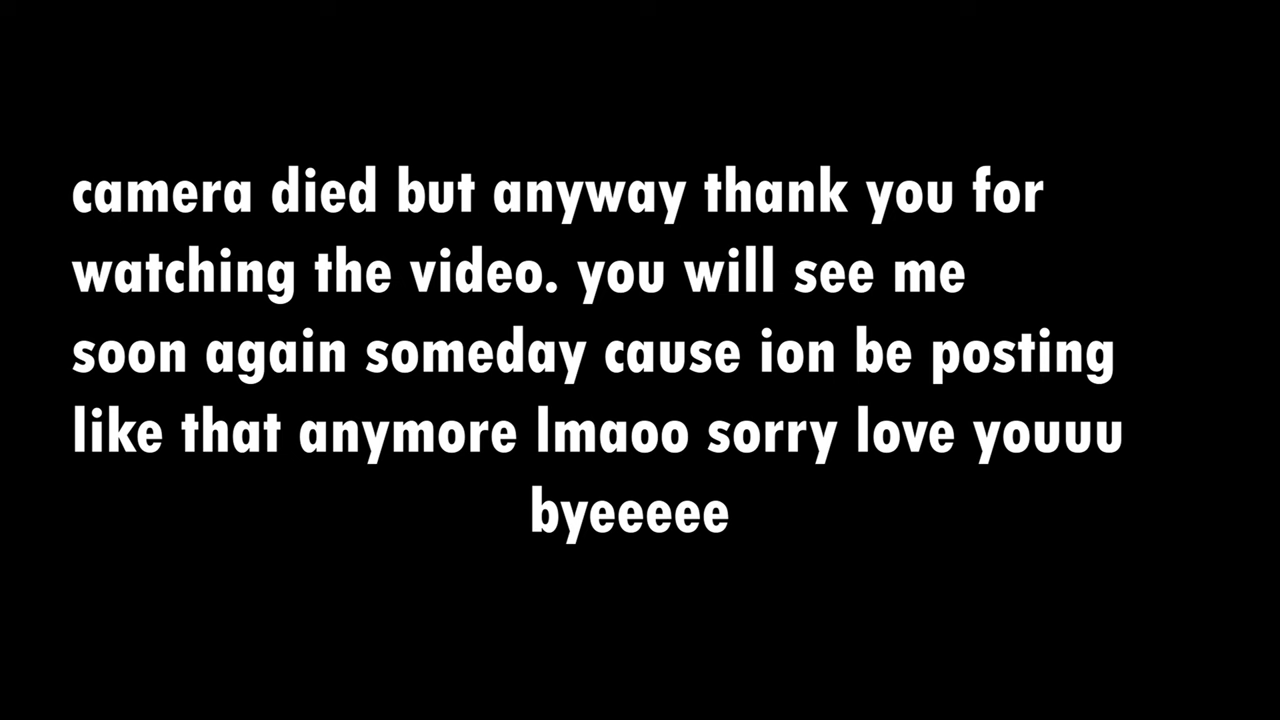 camera died but anyway thank you for
watching the video. you will see me
soon again someday cause ion be posting
like that anymore lmaoo sorry love youuu
byeeeee